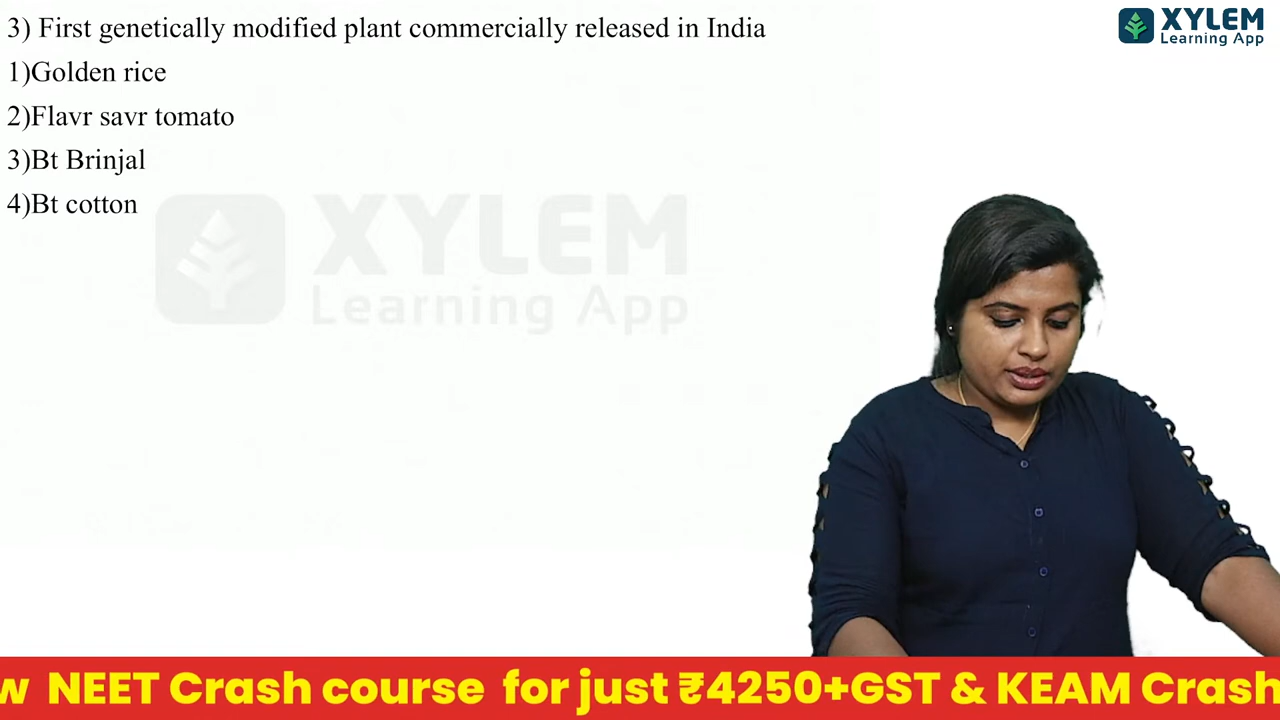 3) First genetically modified plant commercially released in India
1)Golden rice
2)Flavr savr tomato
3)Bt Brinjal
4)Bt cotton
XYLEM
Learning App
XYLEM
Learning App
w NEET Crash course for just ₹4250+GST & KEAM Crash